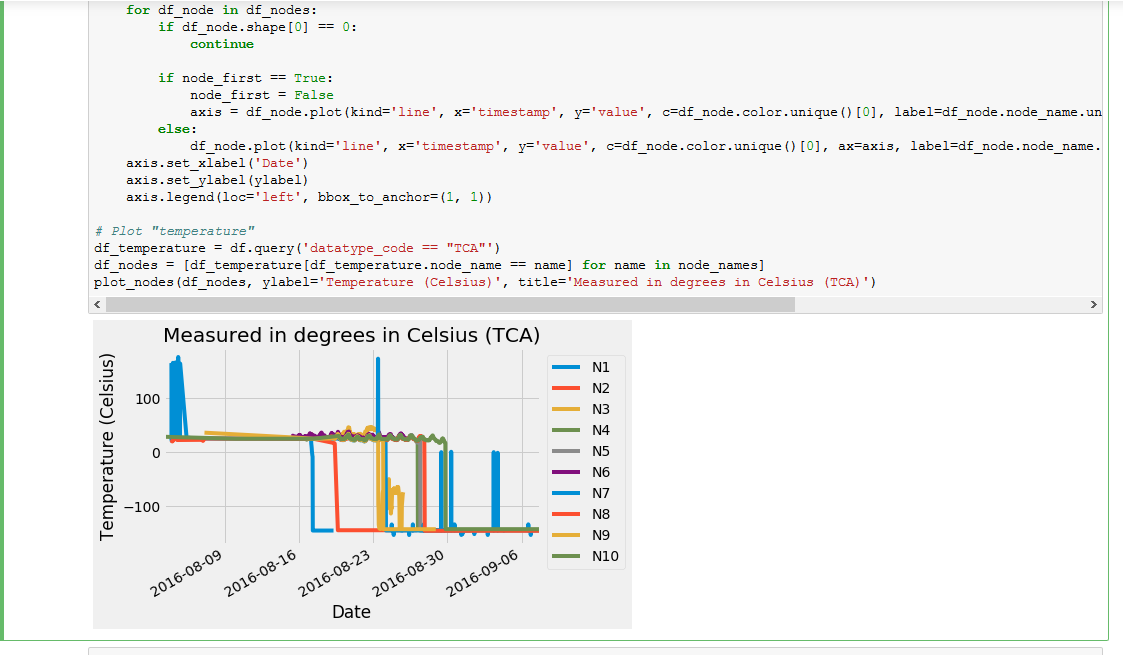 for df_node in df_nodes:
if df_node.shape[0] == 0:
continue
if node_first == True:
node_first = False
axis = df_node.plot(kind='line', x='timestamp', y='value', c=df_node.color.unique()[0], label=df_node.node_name.un
else:
df_node.plot(kind='line', x='timestamp', y='value', c=df_node.color.unique()[0], ax=axis, label=df_node.node_name.
axis.set_xlabel('Date')
axis.set_ylabel(ylabel)
axis.legend(loc='left', bbox_to_anchor=(1, 1))
# Plot "temperature"
df_temperature = df.query('datatype_code == "TCA"')
df_nodes = [df_temperature[df_temperature.node_name == name] for name in node_names]
plot_nodes(df_nodes, ylabel='Temperature (Celsius)', title='Measured in degrees in Celsius (TCA)')
Measured in degrees in Celsius (TCA)
Temperature (Celsius)
100
0
−100
2016-08-09
2016-08-16
2016-08-23
2016-08-30
2016-09-06
Date
N1
N2
N3
N4
N5
N6
N7
N8
N9
N10